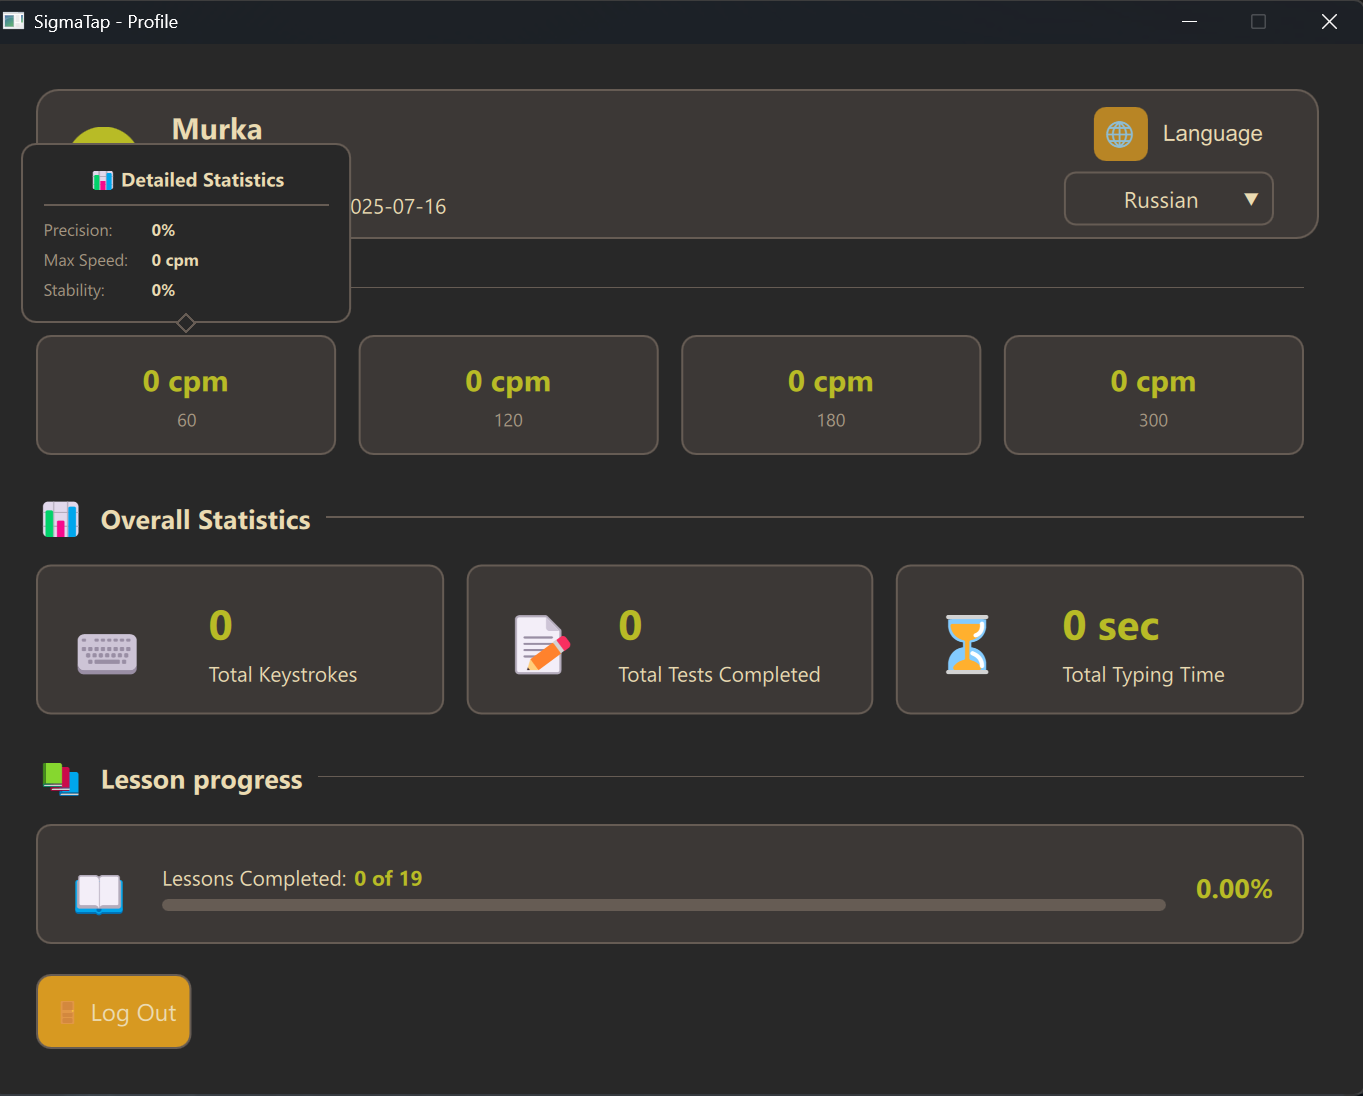 SigmaTap - Profile
Murka
Language
025-07-16
Russian
Detailed Statistics
Precision: 0%
Max Speed: 0 cpm
Stability: 0%
0 cpm
60
0 cpm
120
0 cpm
180
0 cpm
300
Overall Statistics
0
Total Keystrokes
0
Total Tests Completed
0 sec
Total Typing Time
Lesson progress
Lessons Completed: 0 of 19
0.00%
Log Out